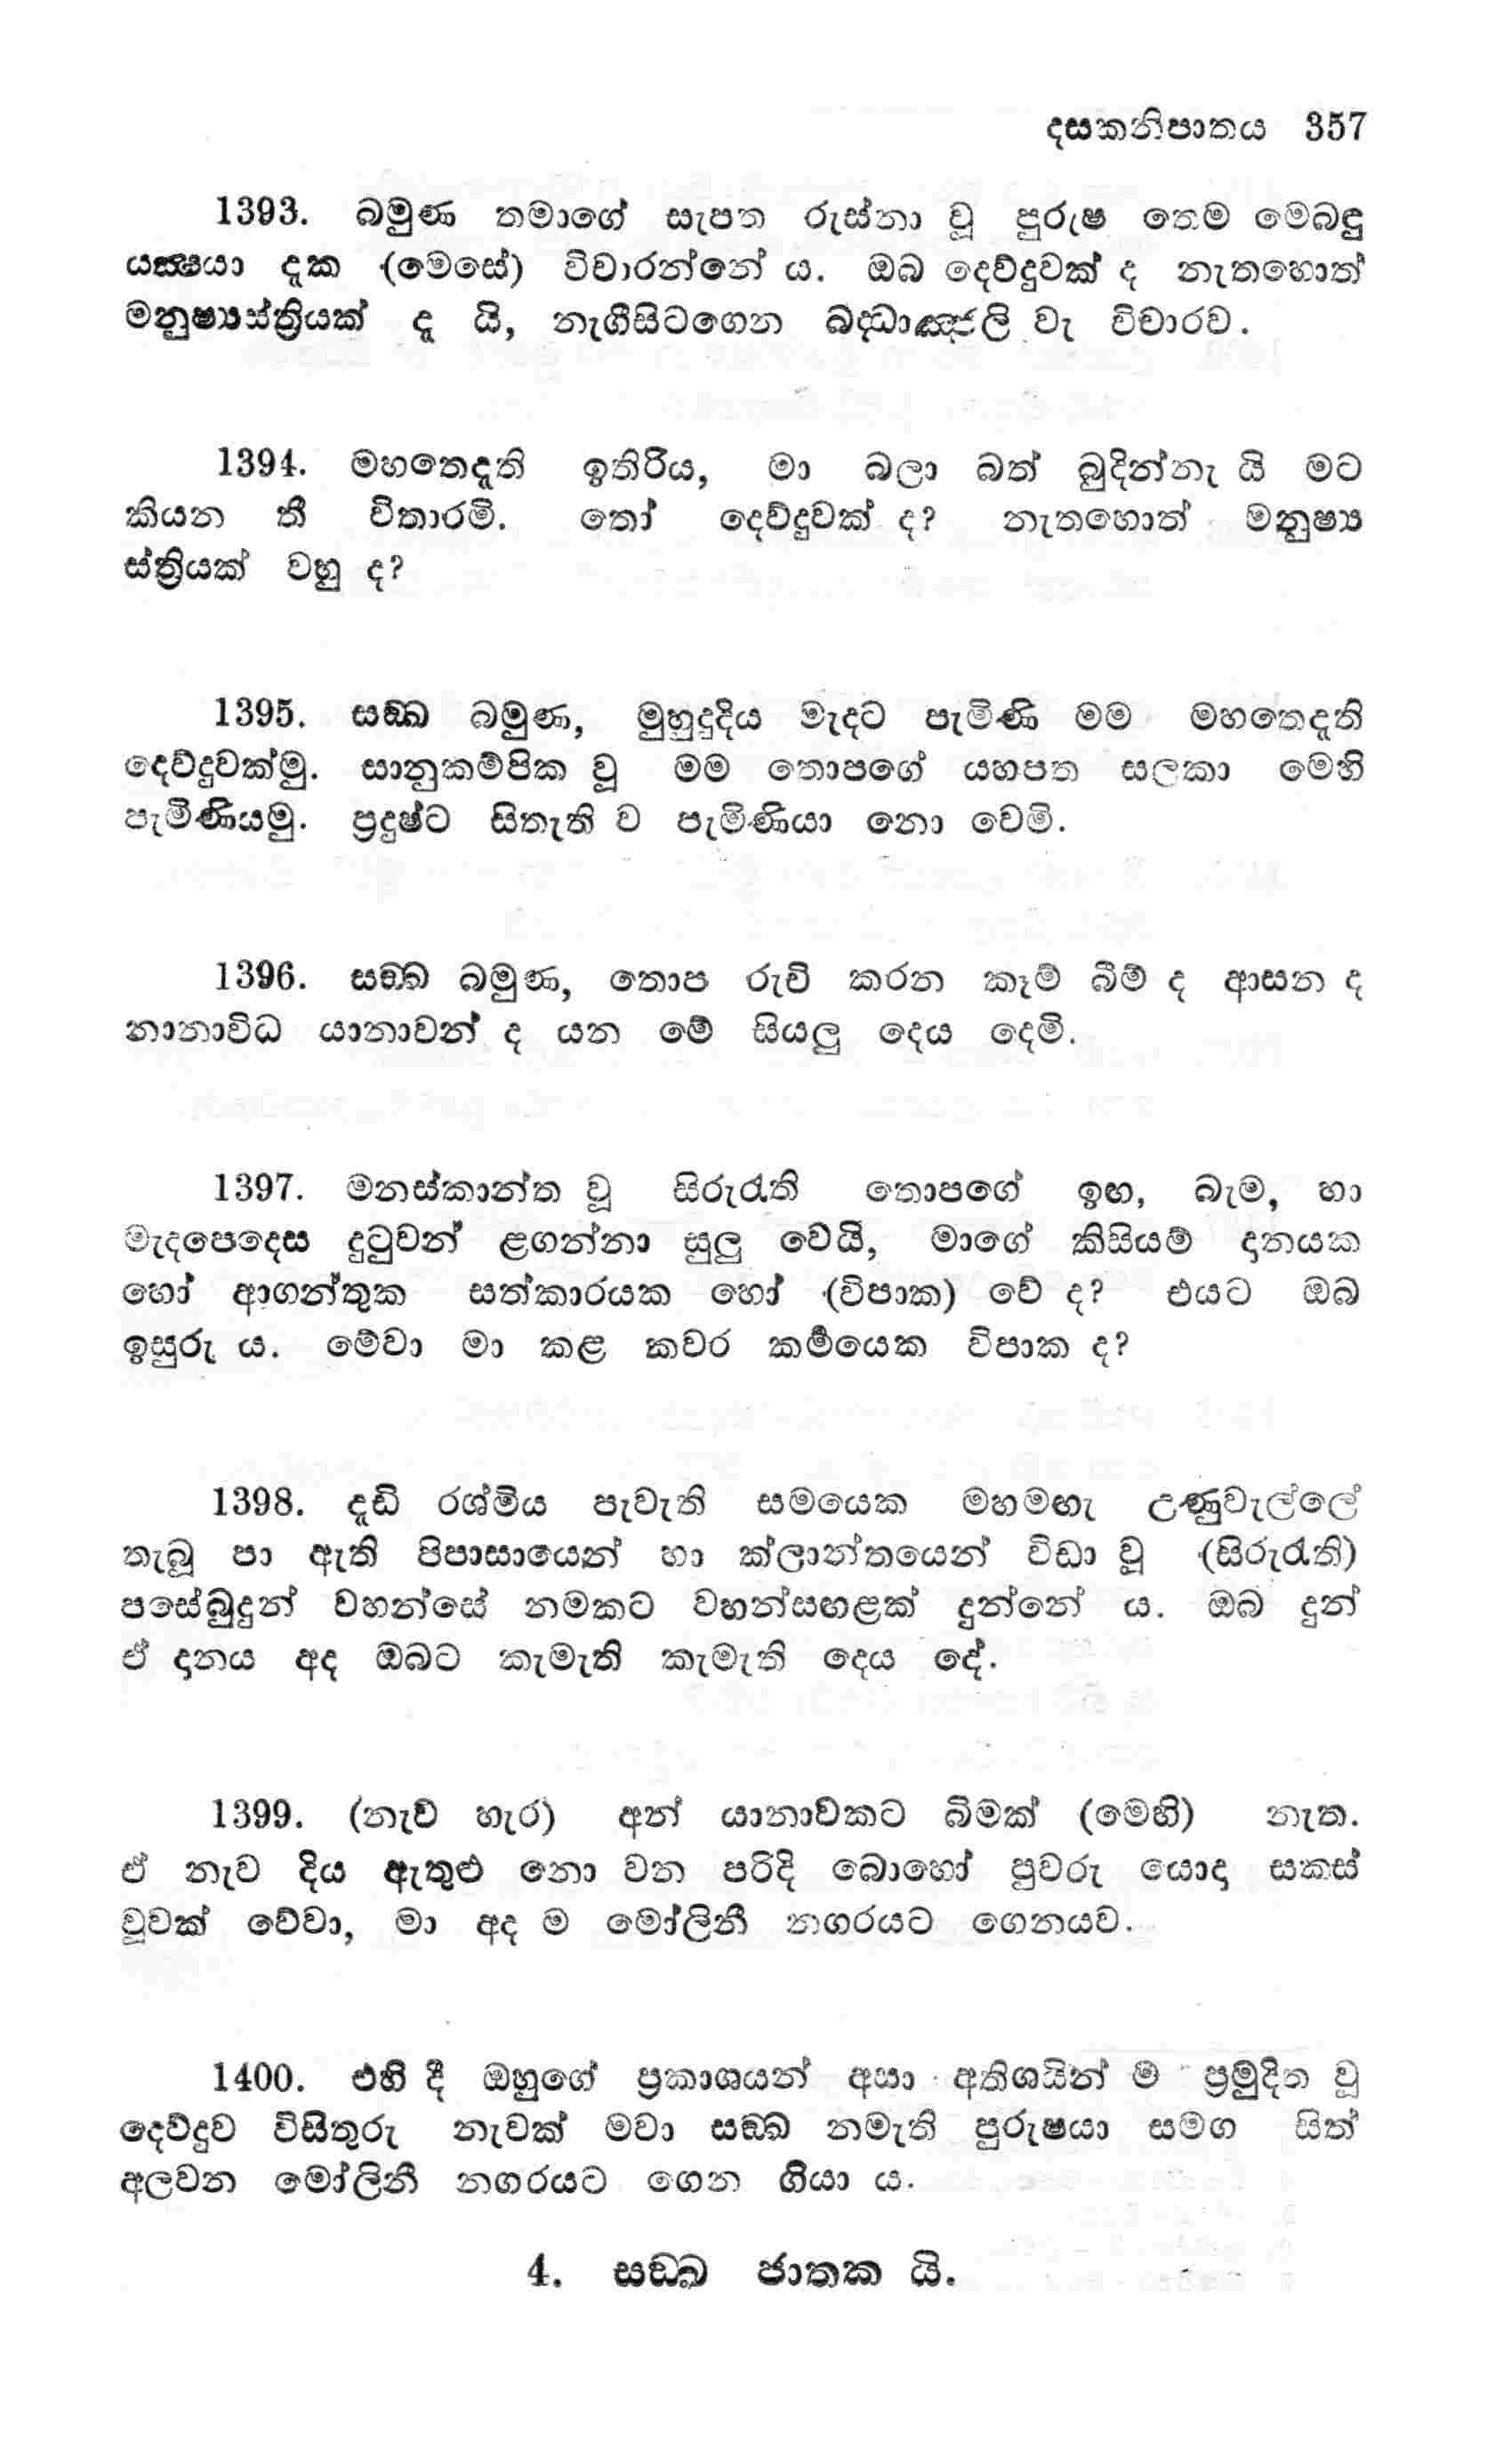 දසකනිපාතය 357
1393. බමුණ තමාගේ සැපත රුස්නා වූ පුරුෂ තෙම මෙබඳු
යක්‍ෂයා දැක (මෙසේ) විචාරන්නේ ය. ඔබ දෙව්දුවක් ද නැතහොත්
මනුෂ්‍යස්ත්‍රියක් දැ යි, නැගීසිටගෙන බද්ධාඤ්ජලි වැ විචාරව.
1394. මහතෙදැති ඉතිරිය, මා බලා බත් බුදින්නැ යි මට
කියන තී විතාරමි. තෝ දෙව්දුවක් ද? නැතහොත් මනුෂ්‍ය
ස්ත්‍රියක් වහු ද?
1395. සඞ්ඛ බමුණ, මුහුදුදිය මැදට පැමිණි මම මහතෙදැති
දෙව්දුවක්මු. සානුකම්පික වූ මම තොපගේ යහපත සලකා මෙහි
පැමිණියමු. ප්‍රදුෂ්ට සිතැති ව පැමිණියා නො වෙමි.
1396. සඞ්ඛ බමුණ, තොප රුචි කරන කෑම් බීම් ද ආසන ද
නානාවිධ යානාවන් ද යන මේ සියලු දෙය දෙමි.
1397. මනස්කාන්ත වූ සිරුරැති තොපගේ ඉඟ, බැම, හා
මැදපෙදෙස දුටුවන් ළගන්නා සුලු වෙයි, මාගේ කිසියම් දානයක
හෝ ආගන්තුක සත්කාරයක හෝ (විපාක) වේ ද? එයට ඔබ
ඉසුරු ය. මේවා මා කළ කවර කර්‍මයෙක විපාක ද?
1398. දැඩි රශ්මිය පැවැති සමයෙක මහමඟැ උණුවැල්ලේ
තැබූ පා ඇති පිපාසායෙන් හා ක්ලාන්තයෙන් විඩා වූ (සිරුරැති)
පසේබුදුන් වහන්සේ නමකට වහන්සඟළක් දුන්නේ ය. ඔබ දුන්
ඒ දානය අද ඔබට කැමැති කැමැති දෙය දේ.
1399. (නැව් හැර) අන් යානාවකට බිමක් (මෙහි) නැත.
ඒ නැව දිය ඇතුළු නො වන පරිදි බොහෝ පුවරු යොදා සකස්
වූවක් වේවා, මා අද ම මෝලිනී නගරයට ගෙනයව.
1400. එහි දී ඔහුගේ ප්‍රකාශයන් අසා අතිශයින් ම ප්‍රමුදිත වූ
දෙව්දුව විසිතුරු නැවක් මවා සඞ්ඛ නමැති පුරුෂයා සමග සිත්
අලවන මෝලිනී නගරයට ගෙන ගියා ය.
4. සඞ්ඛ ජාතක යි.